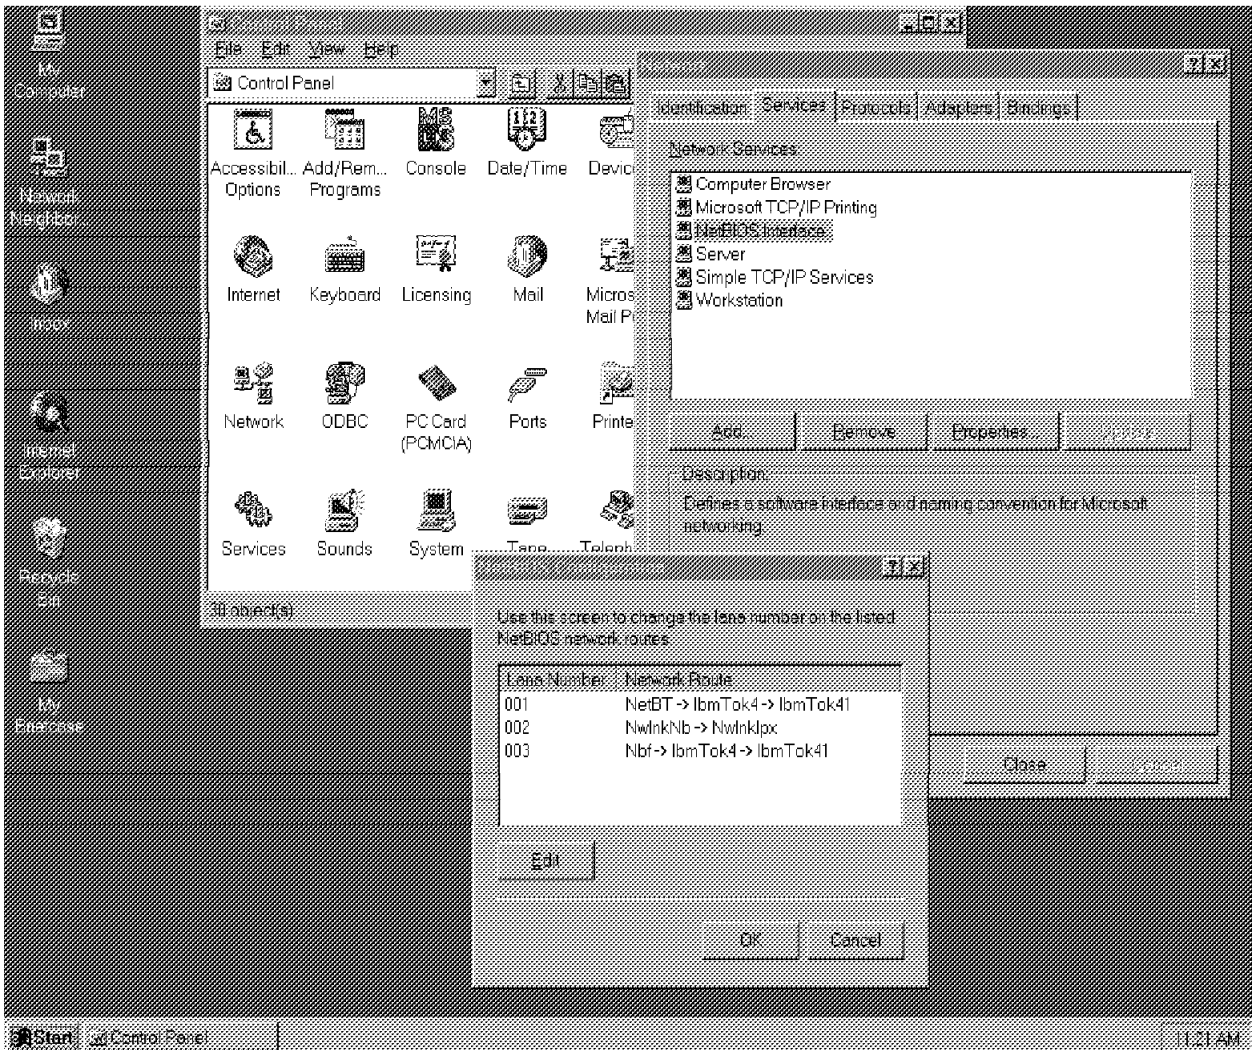 My
Computer
Network
Neighbor...
Inbox
Internet
Explorer
Recycle
Bin
My
Briefcase
Control Panel
File Edit View Help
Control Panel
Accessibil...
Options
Add/Rem...
Programs
MS
DOS
Console
Date/Time
Devic
Internet
Keyboard
Licensing
Mail
Micros
Mail P
Network
ODBC
PC Card
(PCMCIA)
Ports
Printe
Services
Sounds
System
Tape
Teleph
30 object(s)
Network
Identification Services Protocols Adapters Bindings
Network Services:
Computer Browser
Microsoft TCP/IP Printing
NetBIOS Interface
Server
Simple TCP/IP Services
Workstation
Add... Remove Properties...
Description:
Defines a software interface and naming convention for Microsoft
networking.
Close Cancel
NetBIOS Configuration
Use this screen to change the lana number on the listed
NetBIOS network routes.
Lana Number Network Route
001 NetBT -> IbmTok4 -> IbmTok41
002 NwlnkNb -> NwlnkIpx
003 Nbf -> IbmTok4 -> IbmTok41
Edit
OK Cancel
Start Control Panel
11:21 AM